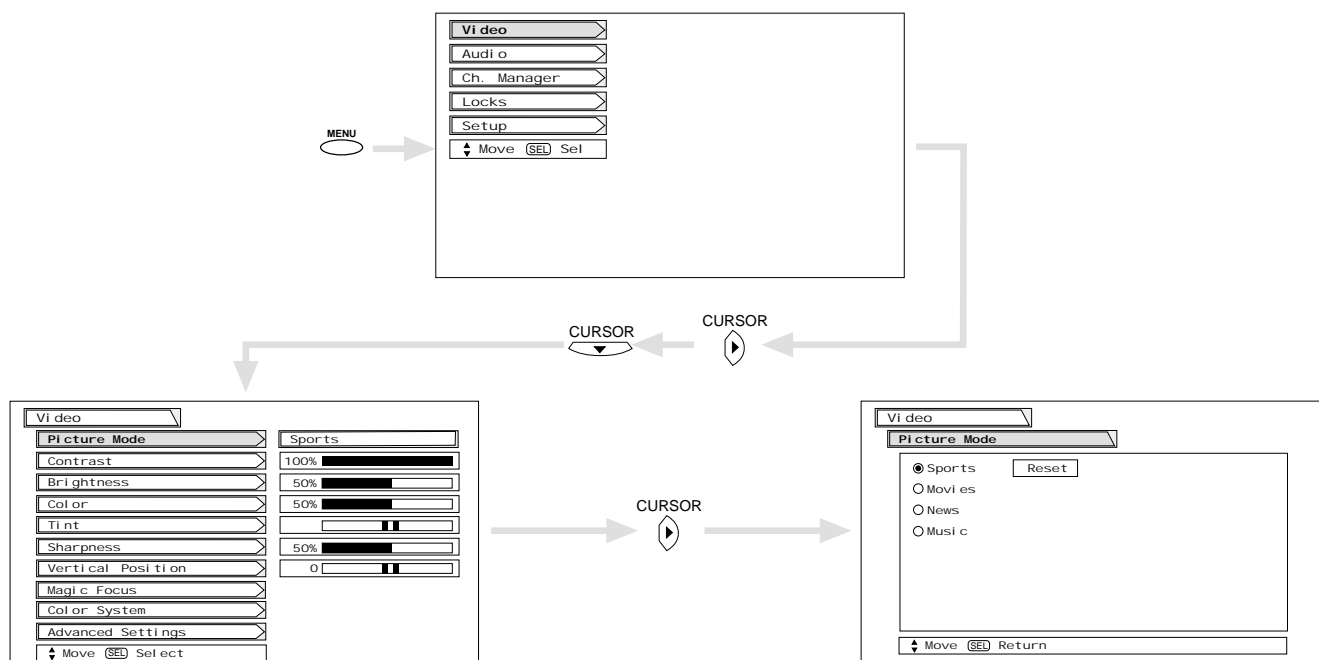 Video
Audio
Ch. Manager
Locks
Setup
Move SEL Sel
MENU
CURSOR
CURSOR
Video
Picture Mode Sports
Contrast 100%
Brightness 50%
Color 50%
Tint
Sharpness 50%
Vertical Position 0
Magic Focus
Color System
Advanced Settings
Move SEL Select
CURSOR
Video
Picture Mode
Sports Reset
Movies
News
Music
Move SEL Return